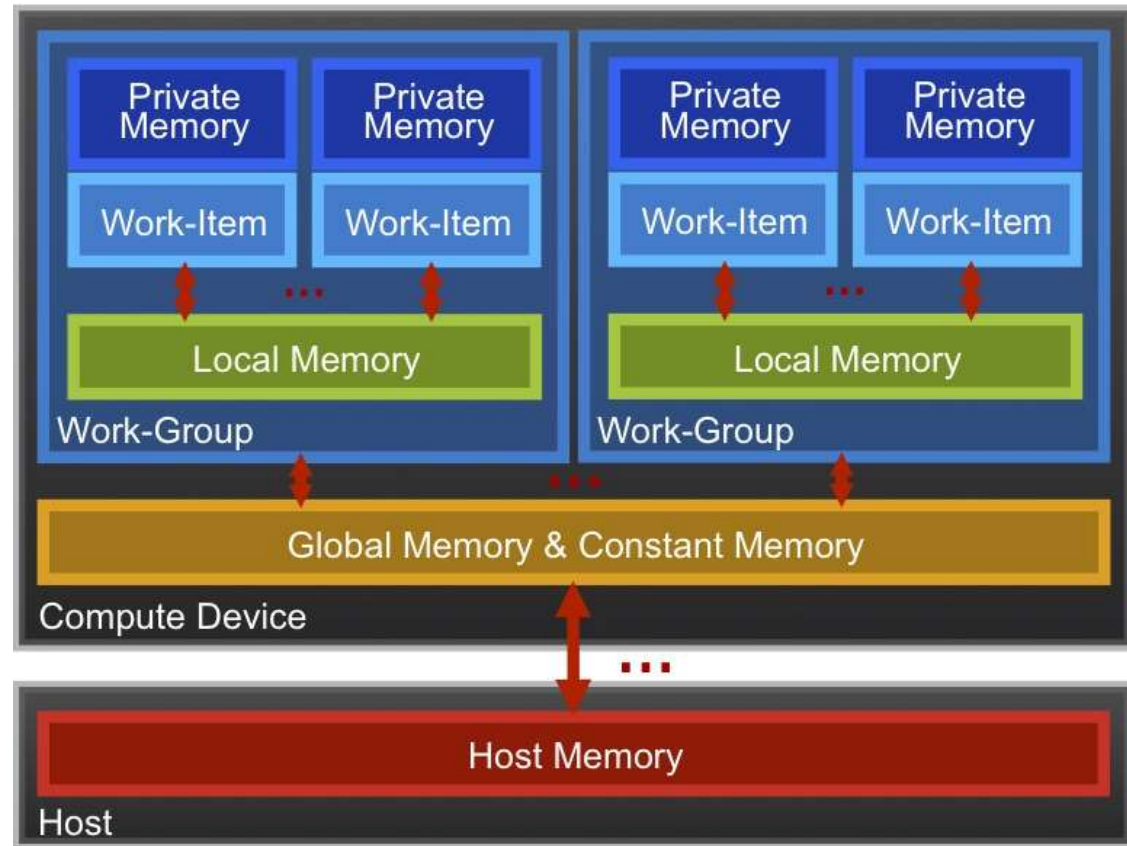 Private
Memory
Private
Memory
Private
Memory
Private
Memory
Work-Item
Work-Item
Work-Item
Work-Item
...
...
Local Memory
Local Memory
Work-Group
Work-Group
...
Global Memory & Constant Memory
Compute Device
...
Host Memory
Host